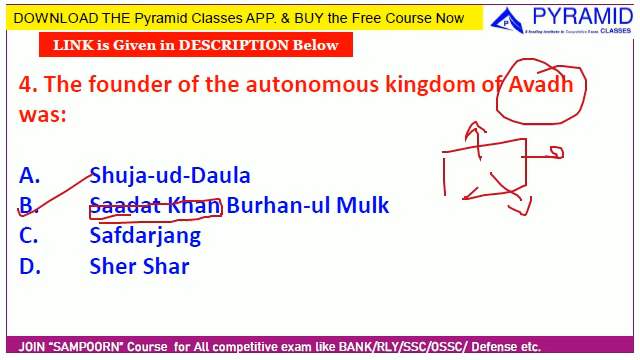 DOWNLOAD THE Pyramid Classes APP. & BUY the Free Course Now
PYRAMID
CLASSES
LINK is Given in DESCRIPTION Below
4. The founder of the autonomous kingdom of Avadh
was:
A. Shuja-ud-Daula
B. Saadat Khan Burhan-ul Mulk
C. Safdarjang
D. Sher Shar
JOIN "SAMPOORN" Course for All competitive exam like BANK/RLY/SSC/OSSC/ Defense etc.